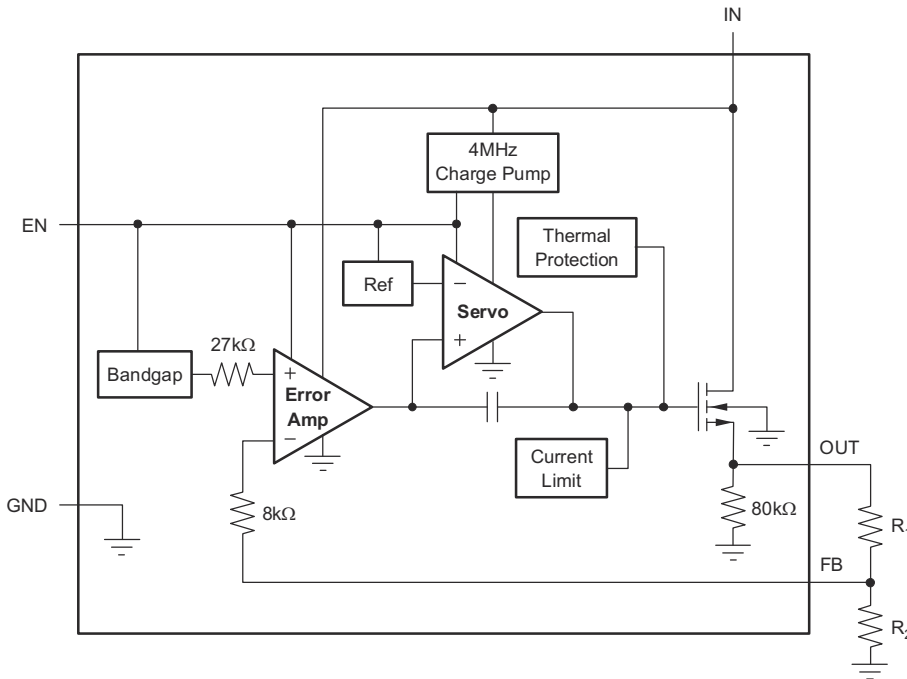 IN
4MHz
Charge Pump
EN
Thermal
Protection
Ref
−
Servo
+
27kΩ
Bandgap
+
Error
Amp
−
OUT
Current
Limit
GND
8kΩ
80kΩ
FB
R
R2